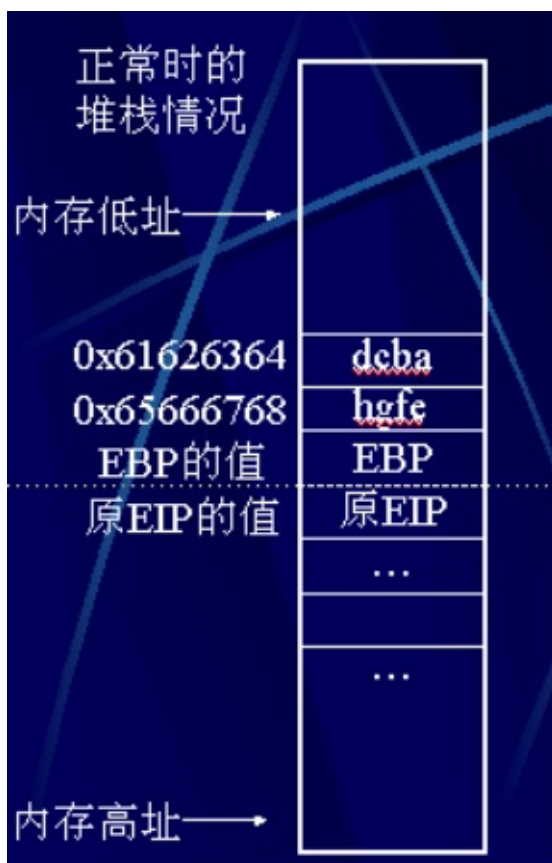 正常时的
堆栈情况
内存低址
0x61626364 dcba
0x65666768 hgfe
EBP的值 EBP
原EIP的值 原EIP
…
…
内存高址